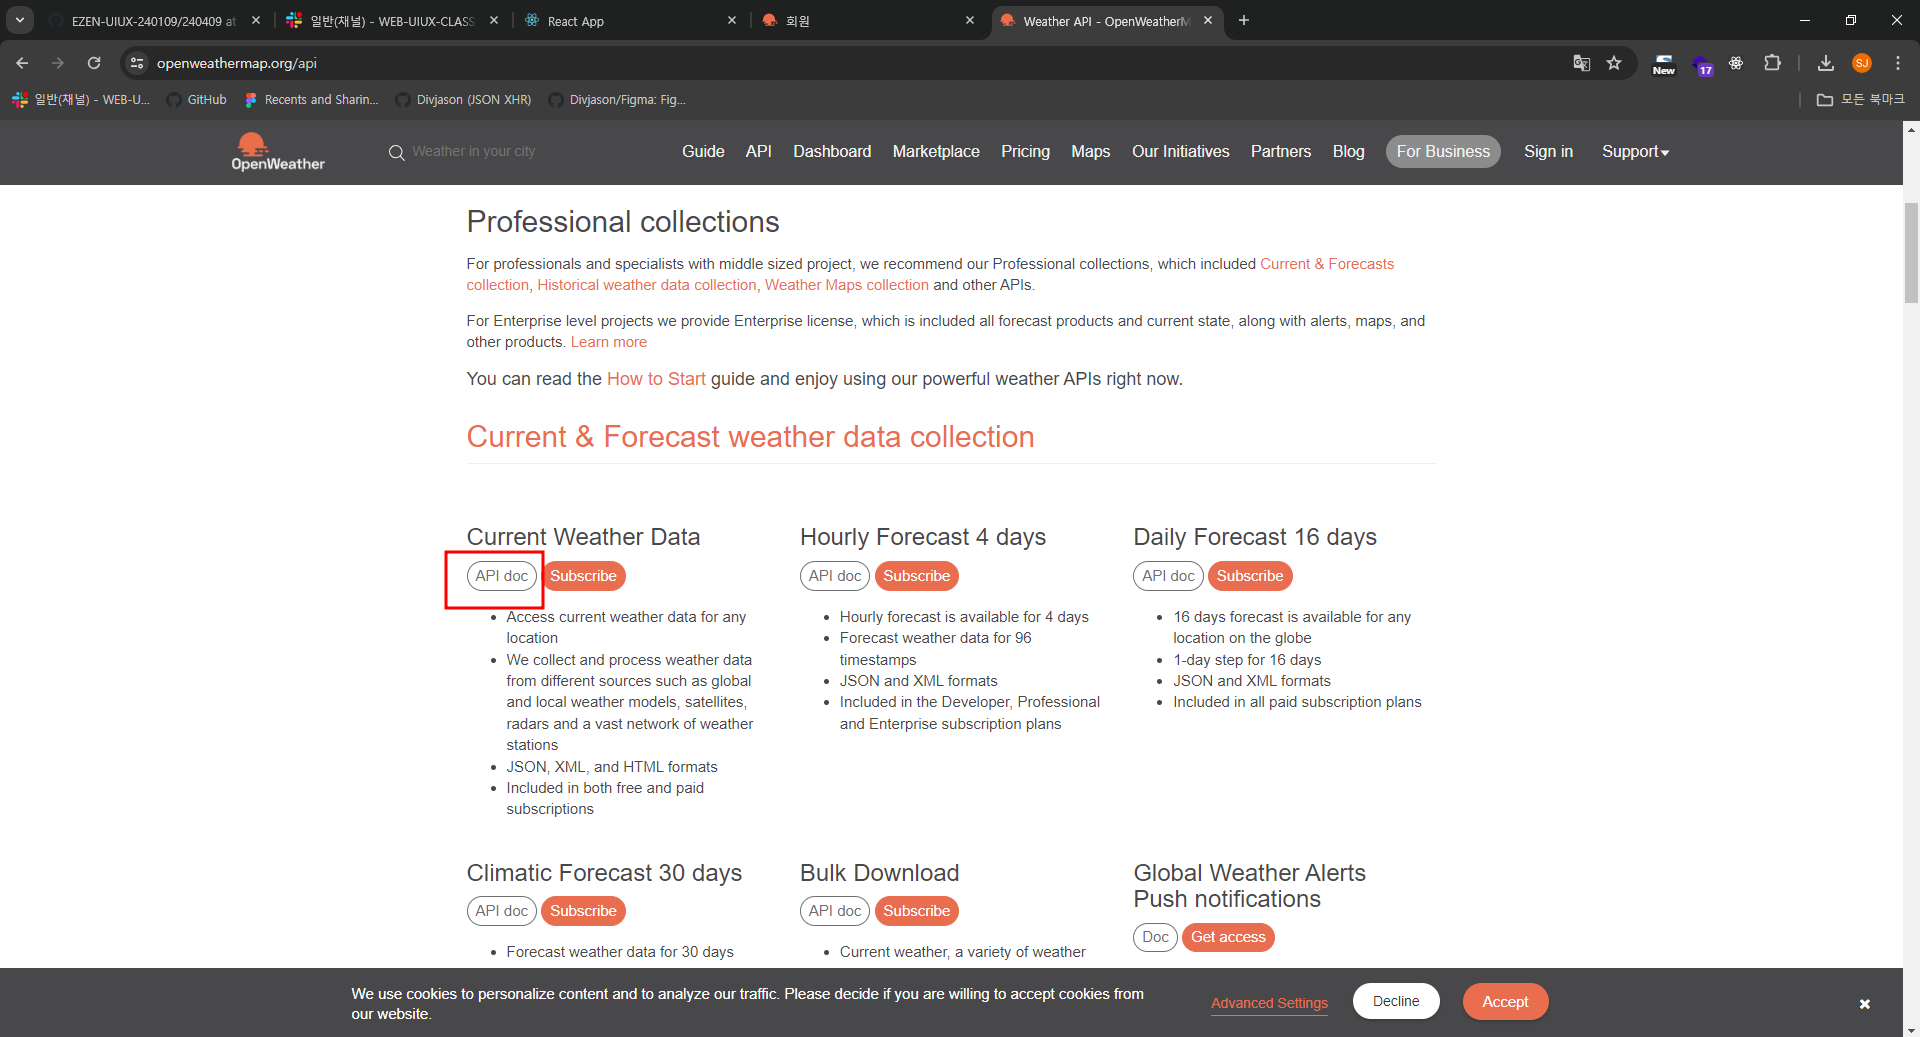 EZEN-UIUX-240109/240409 at
일반(채널) - WEB-UIUX-CLASS
React App
회원
Weather API - OpenWeatherM
openweathermap.org/api
New
17
SJ
일반(채널) - WEB-U...
GitHub
Recents and Sharin...
Divjason (JSON XHR)
Divjason/Figma: Fig...
모든 북마크
OpenWeather
Weather in your city
Guide
API
Dashboard
Marketplace
Pricing
Maps
Our Initiatives
Partners
Blog
For Business
Sign in
Support
Professional collections
For professionals and specialists with middle sized project, we recommend our Professional collections, which included Current & Forecasts
collection, Historical weather data collection, Weather Maps collection and other APIs.
For Enterprise level projects we provide Enterprise license, which is included all forecast products and current state, along with alerts, maps, and
other products. Learn more
You can read the How to Start guide and enjoy using our powerful weather APIs right now.
Current & Forecast weather data collection
Current Weather Data
API doc
Subscribe
Access current weather data for any
location
We collect and process weather data
from different sources such as global
and local weather models, satellites,
radars and a vast network of weather
stations
JSON, XML, and HTML formats
Included in both free and paid
subscriptions
Hourly Forecast 4 days
API doc
Subscribe
Hourly forecast is available for 4 days
Forecast weather data for 96
timestamps
JSON and XML formats
Included in the Developer, Professional
and Enterprise subscription plans
Daily Forecast 16 days
API doc
Subscribe
16 days forecast is available for any
location on the globe
1-day step for 16 days
JSON and XML formats
Included in all paid subscription plans
Climatic Forecast 30 days
API doc
Subscribe
Forecast weather data for 30 days
Bulk Download
API doc
Subscribe
Current weather, a variety of weather
Global Weather Alerts
Push notifications
Doc
Get access
We use cookies to personalize content and to analyze our traffic. Please decide if you are willing to accept cookies from
our website.
Advanced Settings
Decline
Accept